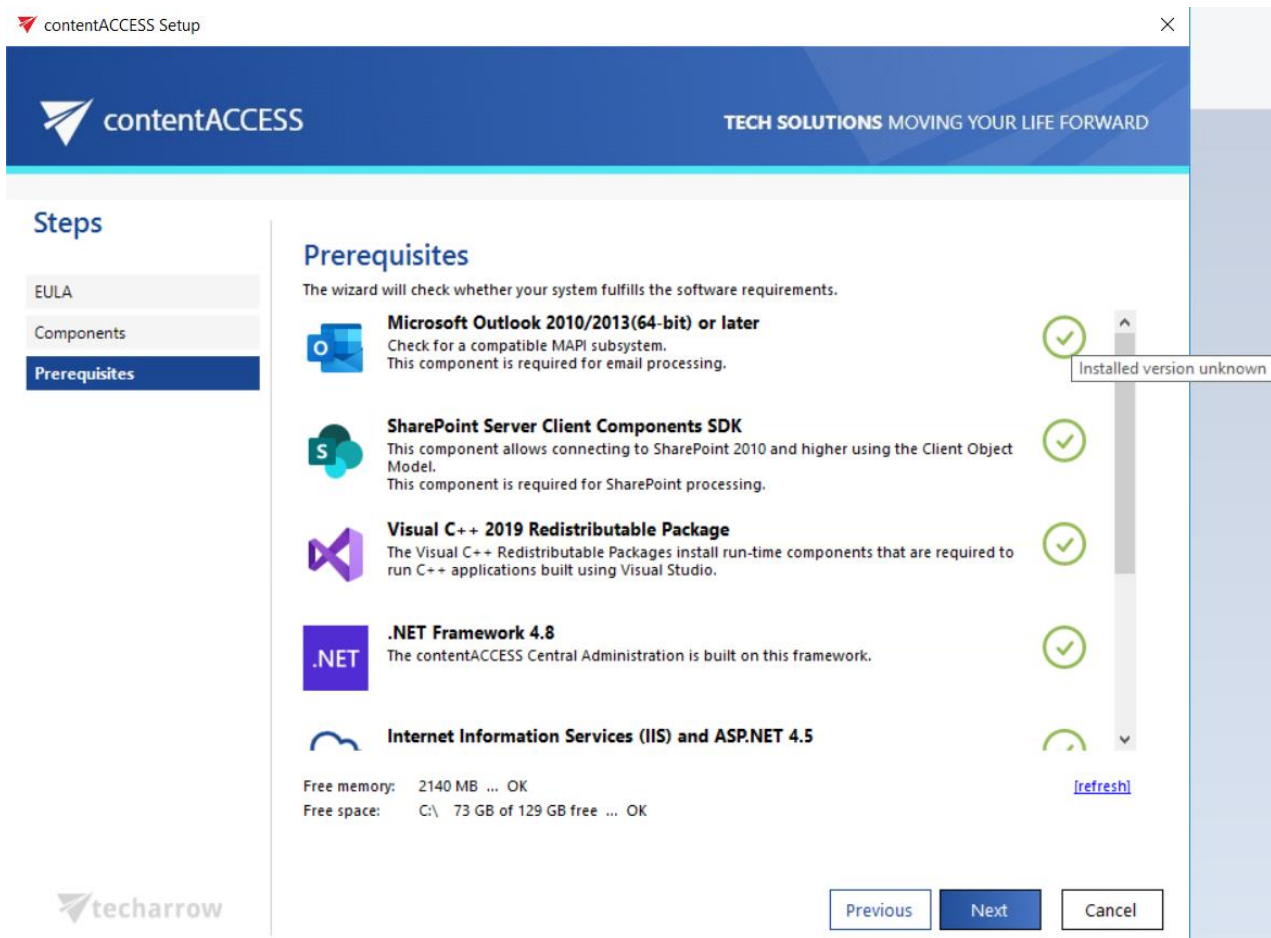 contentACCESS Setup
contentACCESS
TECH SOLUTIONS MOVING YOUR LIFE FORWARD
Steps
EULA
Components
Prerequisites
Prerequisites
The wizard will check whether your system fulfills the software requirements.
Microsoft Outlook 2010/2013(64-bit) or later
Check for a compatible MAPI subsystem.
This component is required for email processing.
Installed version unknown
SharePoint Server Client Components SDK
This component allows connecting to SharePoint 2010 and higher using the Client Object
Model.
This component is required for SharePoint processing.
Visual C++ 2019 Redistributable Package
The Visual C++ Redistributable Packages install run-time components that are required to
run C++ applications built using Visual Studio.
.NET
.NET Framework 4.8
The contentACCESS Central Administration is built on this framework.
Internet Information Services (IIS) and ASP.NET 4.5
Free memory: 2140 MB ... OK
[refresh]
Free space: C:\ 73 GB of 129 GB free ... OK
techarrow
Previous
Next
Cancel